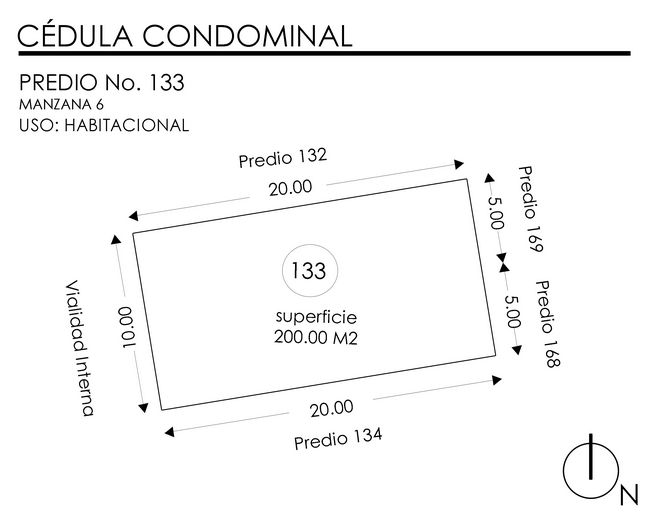 CÉDULA CONDOMINAL
PREDIO No. 133
MANZANA 6
USO: HABITACIONAL
Predio 132
20.00
Predio 169
5.00
133
superficie
200.00 M2
Vialidad Interna
10.00
5.00
Predio 168
20.00
Predio 134
N